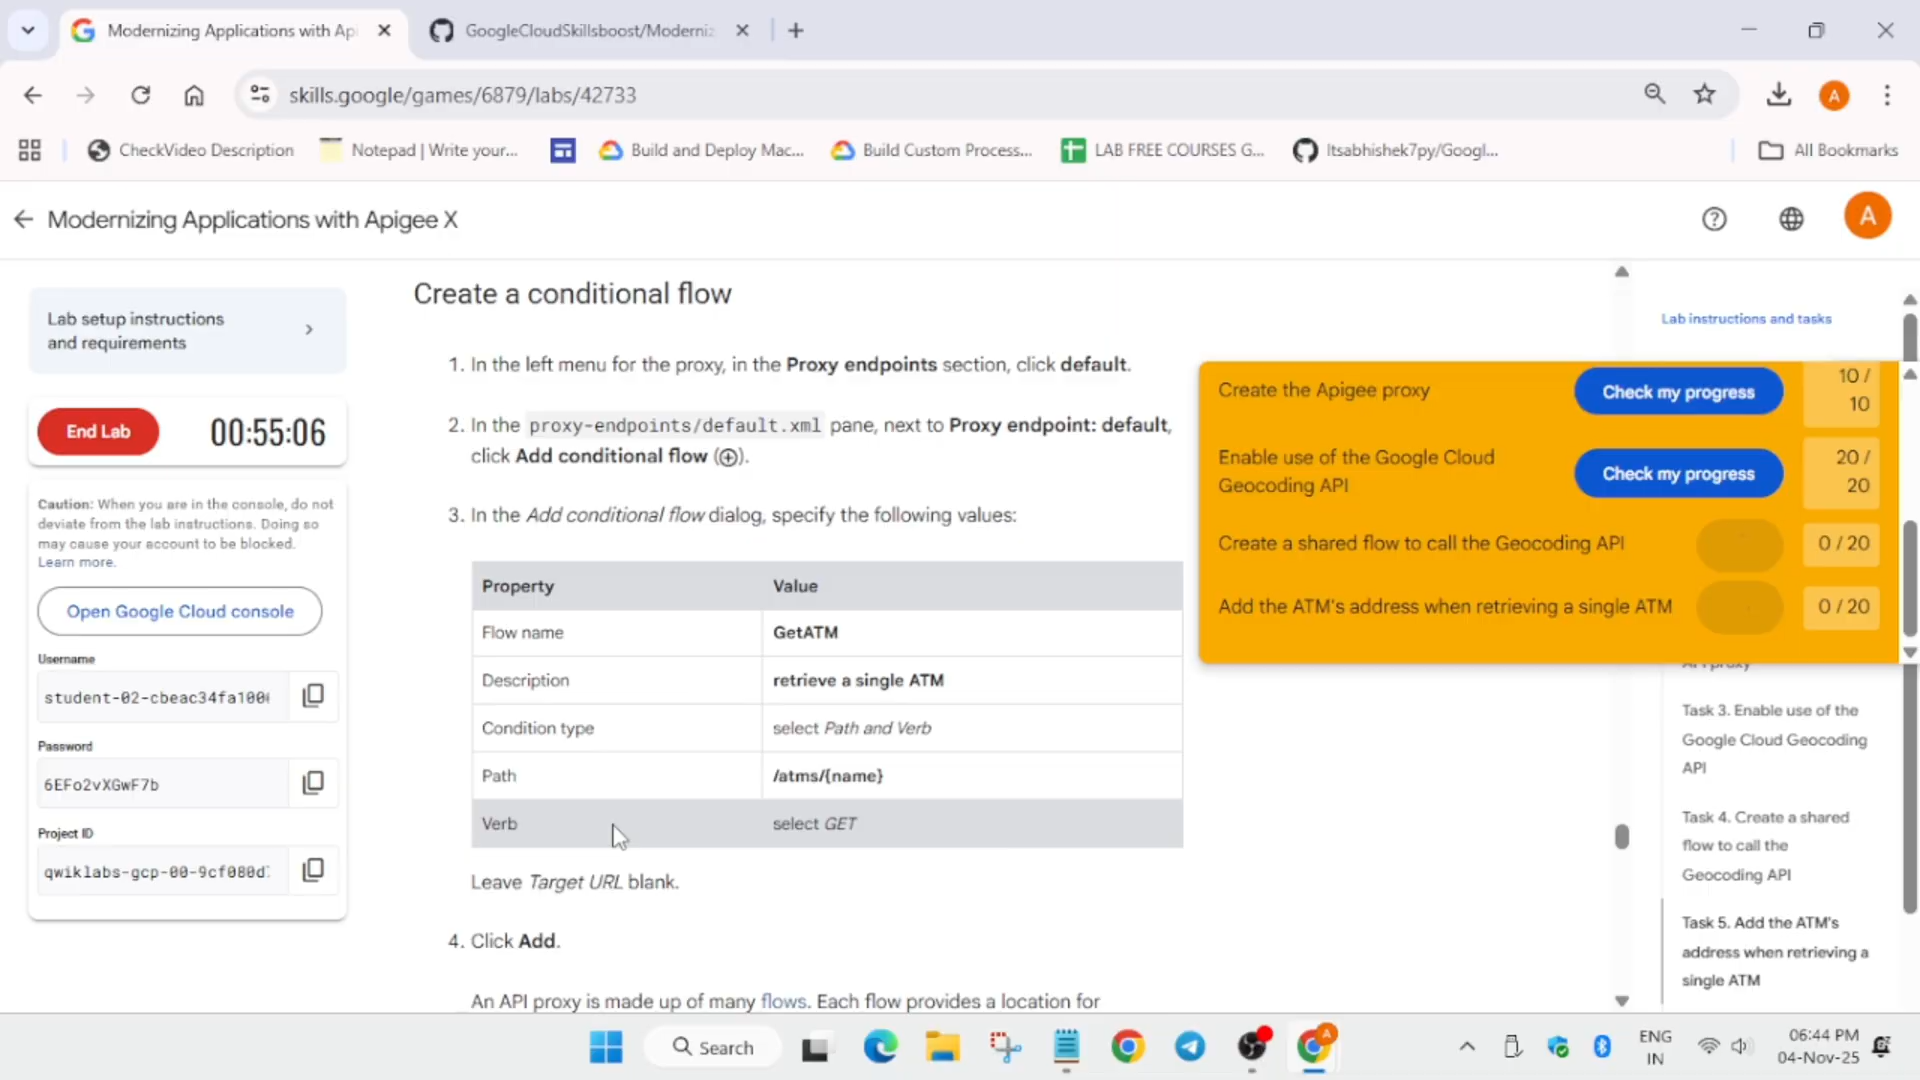 Modernizing Applications with Api
GoogleCloudSkillsboost/Moderniz
skills.google/games/6879/labs/42733
A
CheckVideo Description
Notepad | Write your...
Build and Deploy Mac...
Build Custom Process...
LAB FREE COURSES G...
Itsabhishek7py/Googl...
All Bookmarks
Modernizing Applications with Apigee X
A
Lab setup instructions
and requirements
End Lab
00:55:06
Caution: When you are in the console, do not
deviate from the lab instructions. Doing so
may cause your account to be blocked.
Learn more.
Open Google Cloud console
Username
student-02-cbeac34fa100
Password
6EFo2vXGwF7b
Project ID
qwiklabs-gcp-00-9cf080d
Create a conditional flow
1. In the left menu for the proxy, in the Proxy endpoints section, click default.
2. In the proxy-endpoints/default.xml pane, next to Proxy endpoint: default,
click Add conditional flow (⊕).
3. In the Add conditional flow dialog, specify the following values:
Property Value
Flow name GetATM
Description retrieve a single ATM
Condition type select Path and Verb
Path /atms/{name}
Verb select GET
Leave Target URL blank.
4. Click Add.
An API proxy is made up of many flows. Each flow provides a location for
Lab instructions and tasks
Create the Apigee proxy
Check my progress
10 /
10
Enable use of the Google Cloud
Geocoding API
Check my progress
20 /
20
Create a shared flow to call the Geocoding API
0 / 20
Add the ATM's address when retrieving a single ATM
0 / 20
API proxy
Task 3. Enable use of the
Google Cloud Geocoding
API
Task 4. Create a shared
flow to call the
Geocoding API
Task 5. Add the ATM's
address when retrieving a
single ATM
Search
A
ENG
IN
06:44 PM
04-Nov-25